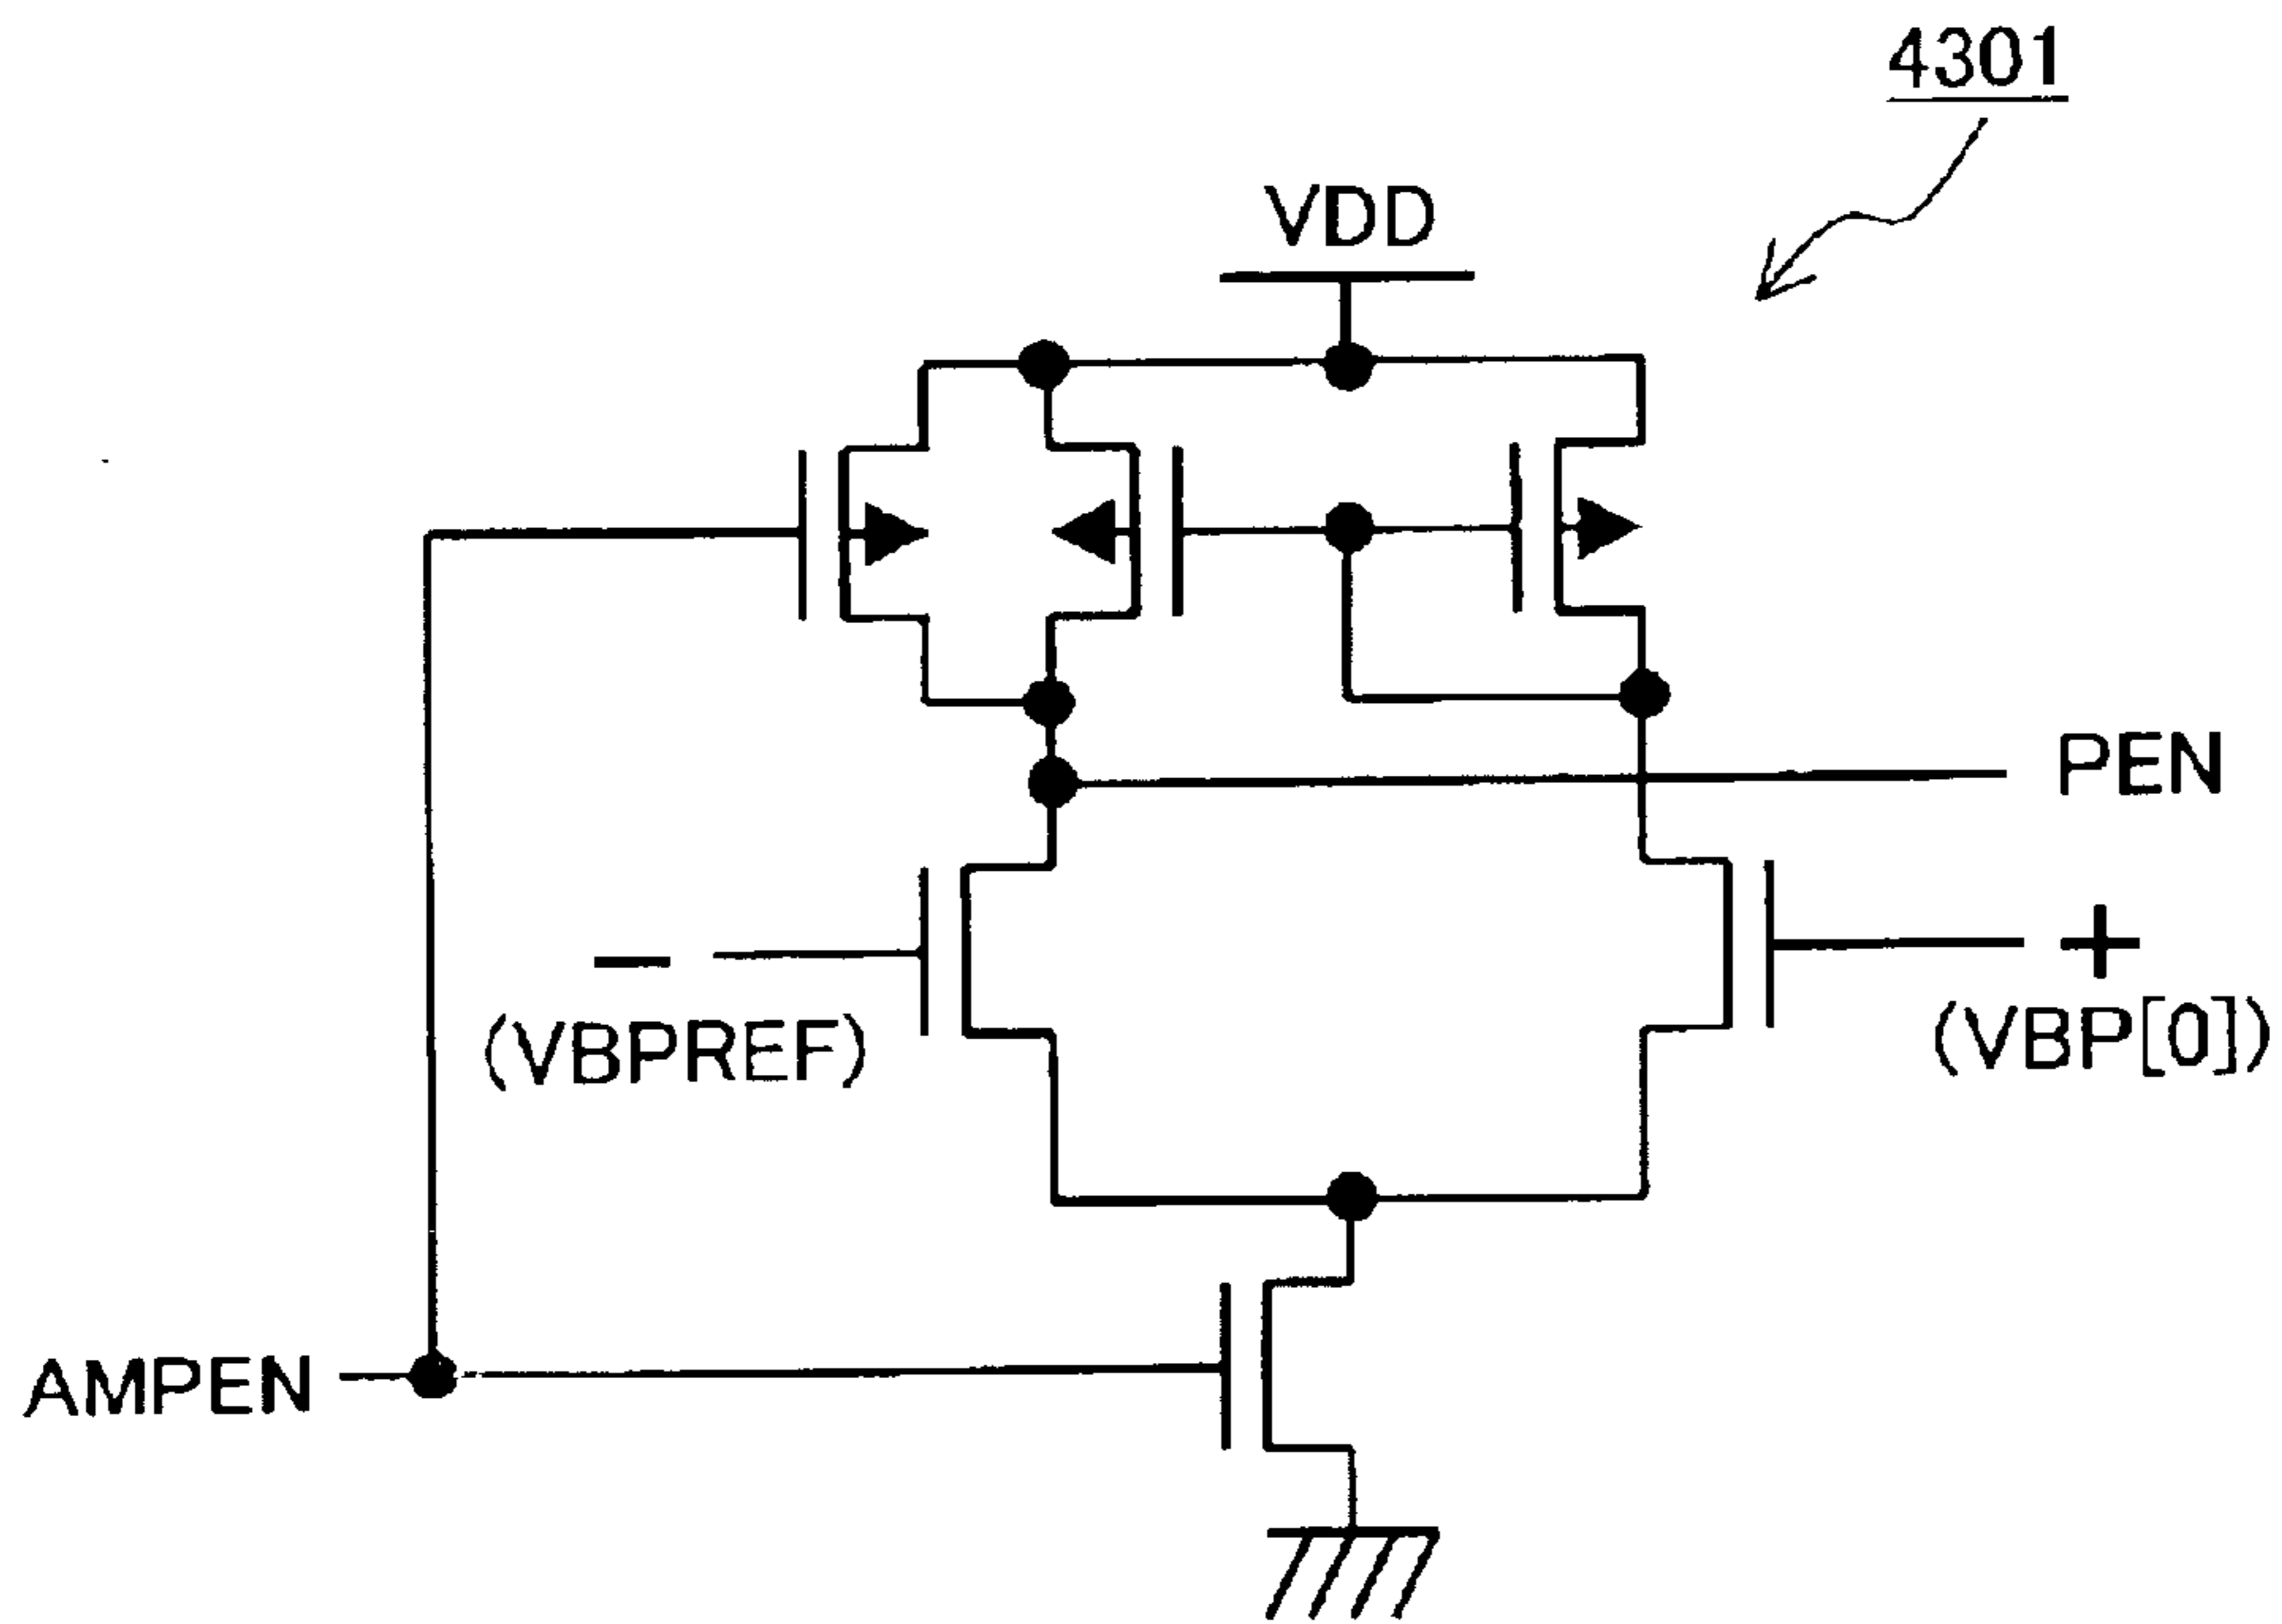 4301
VDD
PEN
− +
(VBPREF) (VBP[0])
AMPEN